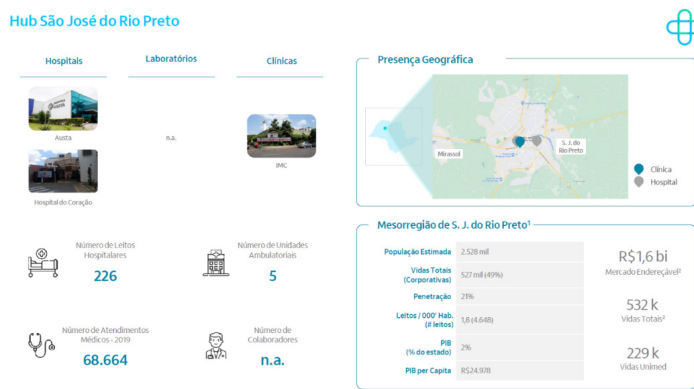 Hub São José do Rio Preto
Hospitais
Laboratórios
Clínicas
Austa
n.a.
IMC
Hospital do Coração
Número de Leitos
Hospitalares
226
Número de Unidades
Ambulatoriais
5
Número de Atendimentos
Médicos - 2019
68.664
Número de
Colaboradores
n.a.
Presença Geográfica
Mirassol
S. J. do
Rio Preto
Clínica
Hospital
Mesorregião de S. J. do Rio Preto¹
População Estimada 2.528 mil
Vidas Totais
(Corporativas) 527 mil (49%)
Penetração 21%
Leitos / 000' Hab.
(# leitos) 1,8 (4.648)
PIB
(% do estado) 2%
PIB per Capita R$24.978
R$1,6 bi
Mercado Endereçável²
532 k
Vidas Totais²
229 k
Vidas Unimed